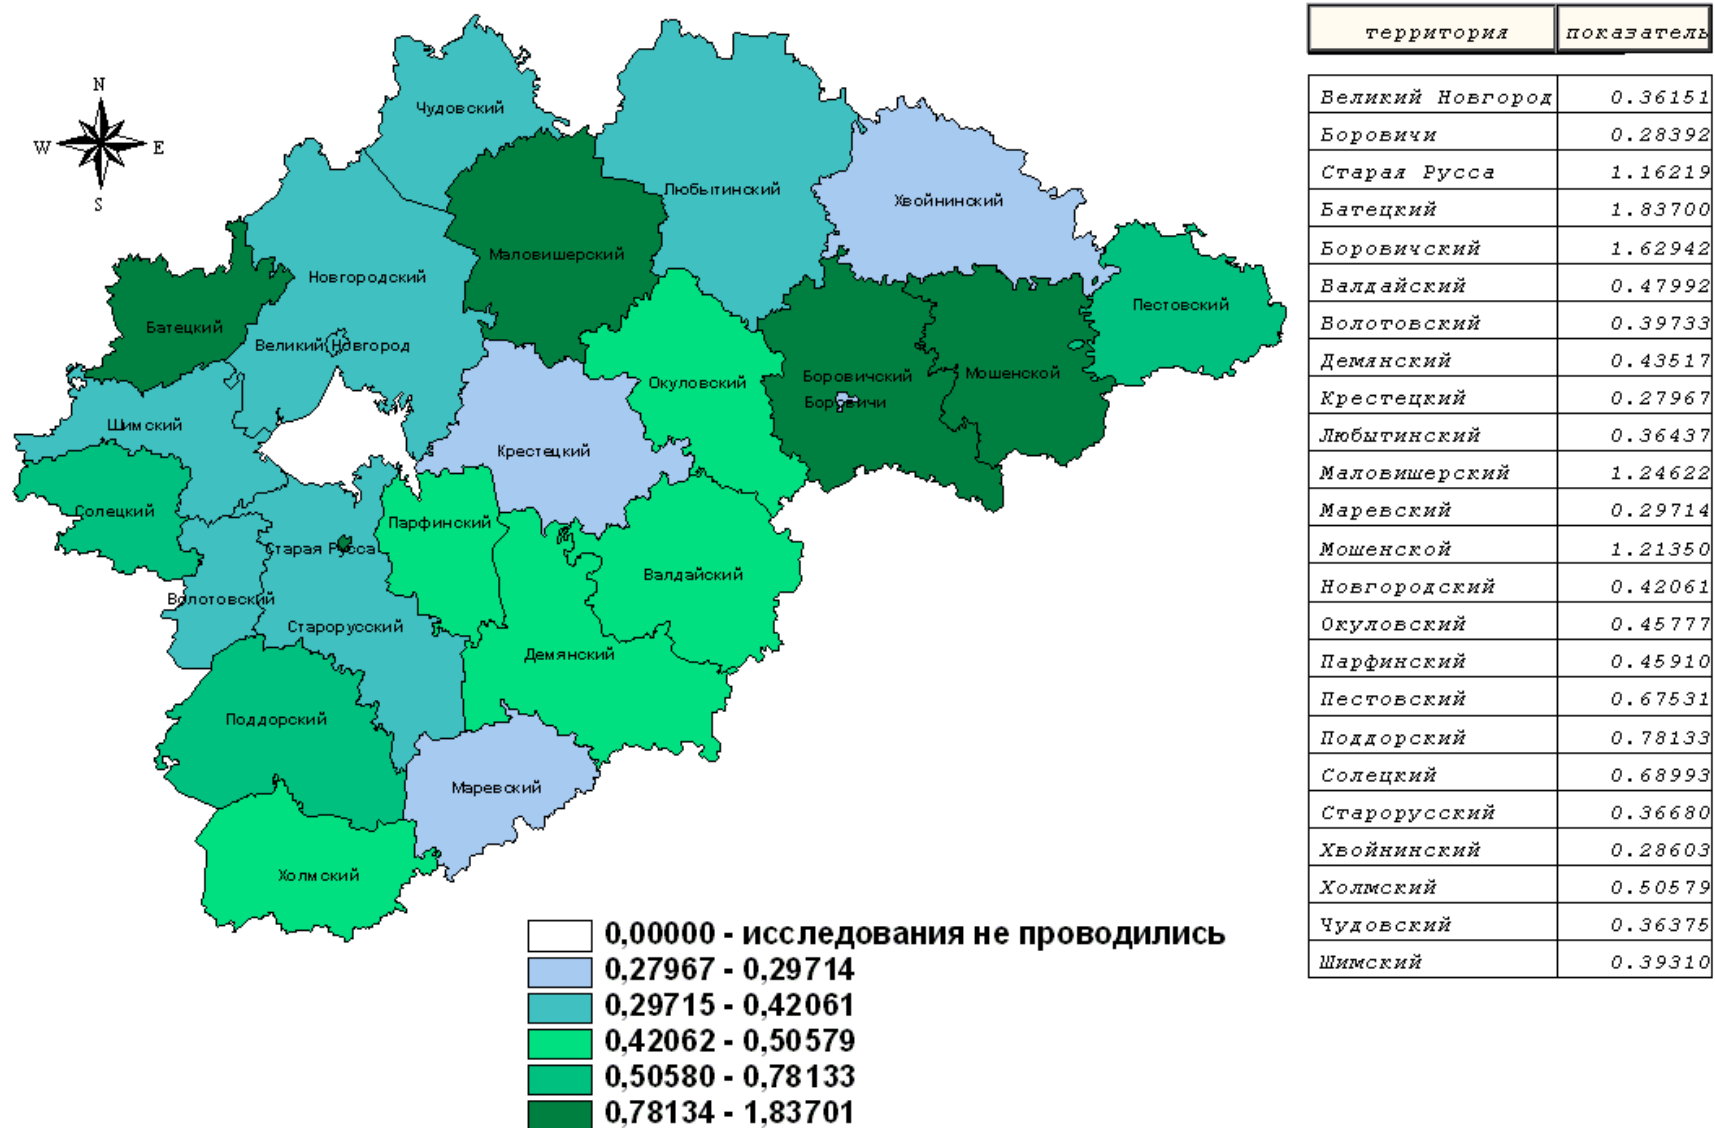 территория показатель
N
W E
S
Чудовский
Любытинский
Хвойнинский
Маловишерский
Новгородский
Пестовский
Батецкий
Великий Новгород
Окуловский
Боровичский
Мошенской
Боровичи
Шимский
Крестецкий
Солецкий
Парфинский
Старая Русса
Валдайский
Волотовский
Старорусский
Демянский
Поддорский
Маревский
Холмский
0,00000 - исследования не проводились
0,27967 - 0,29714
0,29715 - 0,42061
0,42062 - 0,50579
0,50580 - 0,78133
0,78134 - 1,83701
Великий Новгород 0.36151
Боровичи 0.28392
Старая Русса 1.16219
Батецкий 1.83700
Боровичский 1.62942
Валдайский 0.47992
Волотовский 0.39733
Демянский 0.43517
Крестецкий 0.27967
Любытинский 0.36437
Маловишерский 1.24622
Маревский 0.29714
Мошенской 1.21350
Новгородский 0.42061
Окуловский 0.45777
Парфинский 0.45910
Пестовский 0.67531
Поддорский 0.78133
Солецкий 0.68993
Старорусский 0.36680
Хвойнинский 0.28603
Холмский 0.50579
Чудовский 0.36375
Шимский 0.39310